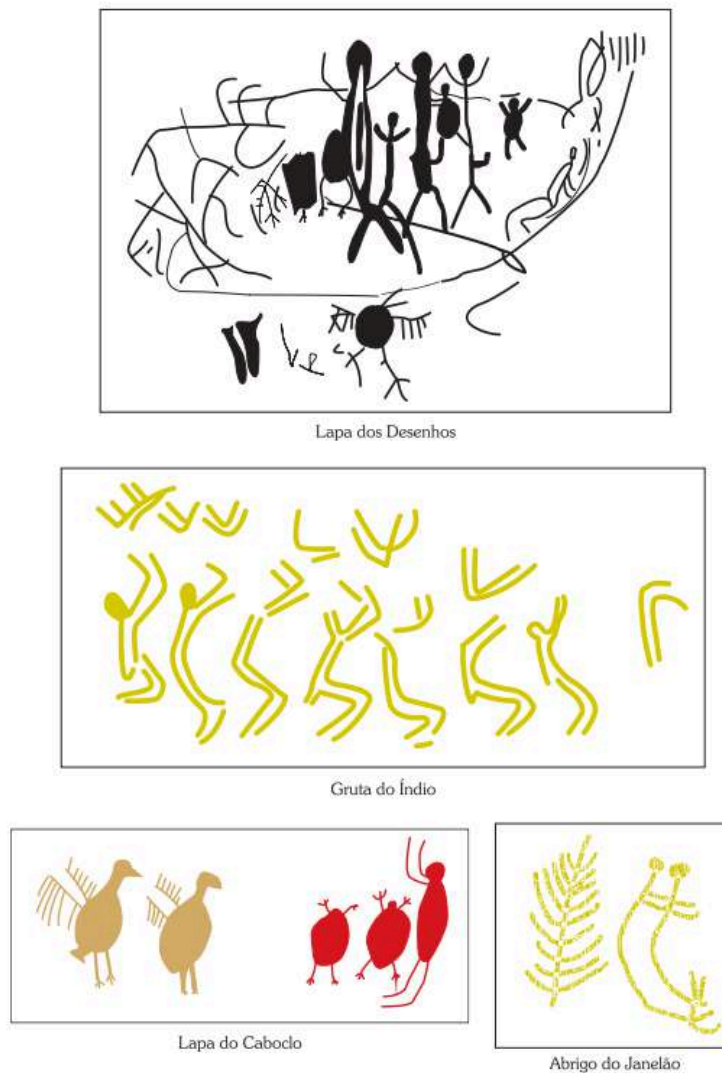 Lapa dos Desenhos
Gruta do Índio
Lapa do Caboclo
Abrigo do Janelão